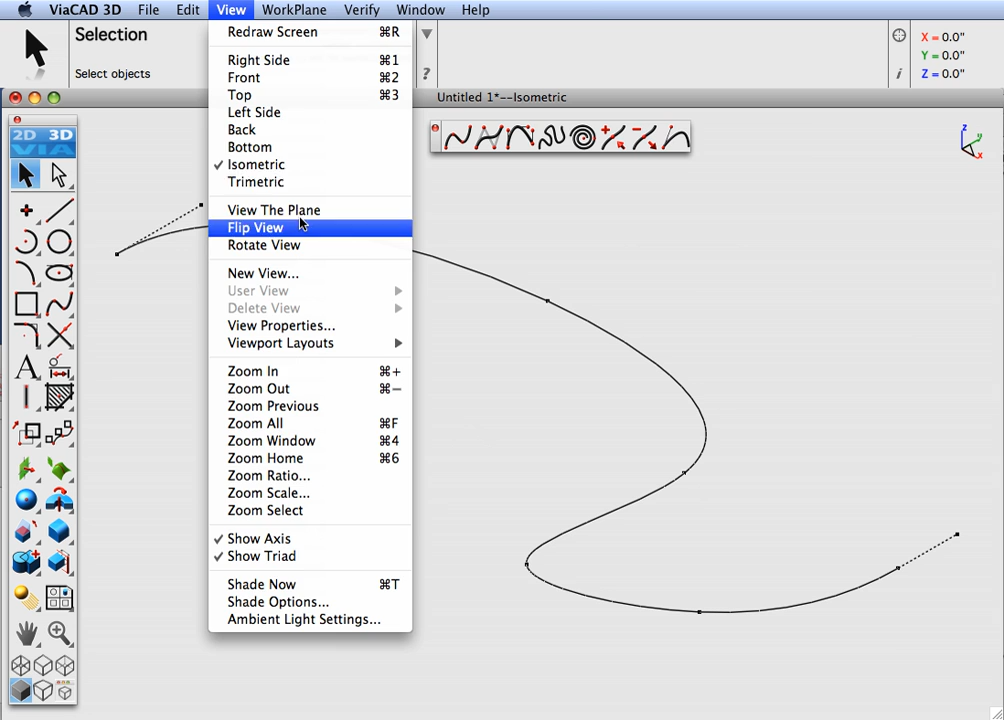 ViaCAD 3D File Edit View WorkPlane Verify Window Help
Selection
Select objects
?
i
X = 0.0"
Y = 0.0"
Z = 0.0"
Untitled 1*--Isometric
2D 3D
VIA
A
Redraw Screen ⌘R
Right Side ⌘1
Front ⌘2
Top ⌘3
Left Side
Back
Bottom
✓ Isometric
Trimetric
View The Plane
Flip View
Rotate View
New View...
User View
Delete View
View Properties...
Viewport Layouts
Zoom In ⌘+
Zoom Out ⌘−
Zoom Previous
Zoom All ⌘F
Zoom Window ⌘4
Zoom Home ⌘6
Zoom Ratio...
Zoom Scale...
Zoom Select
✓ Show Axis
✓ Show Triad
Shade Now ⌘T
Shade Options...
Ambient Light Settings...
z
y
x